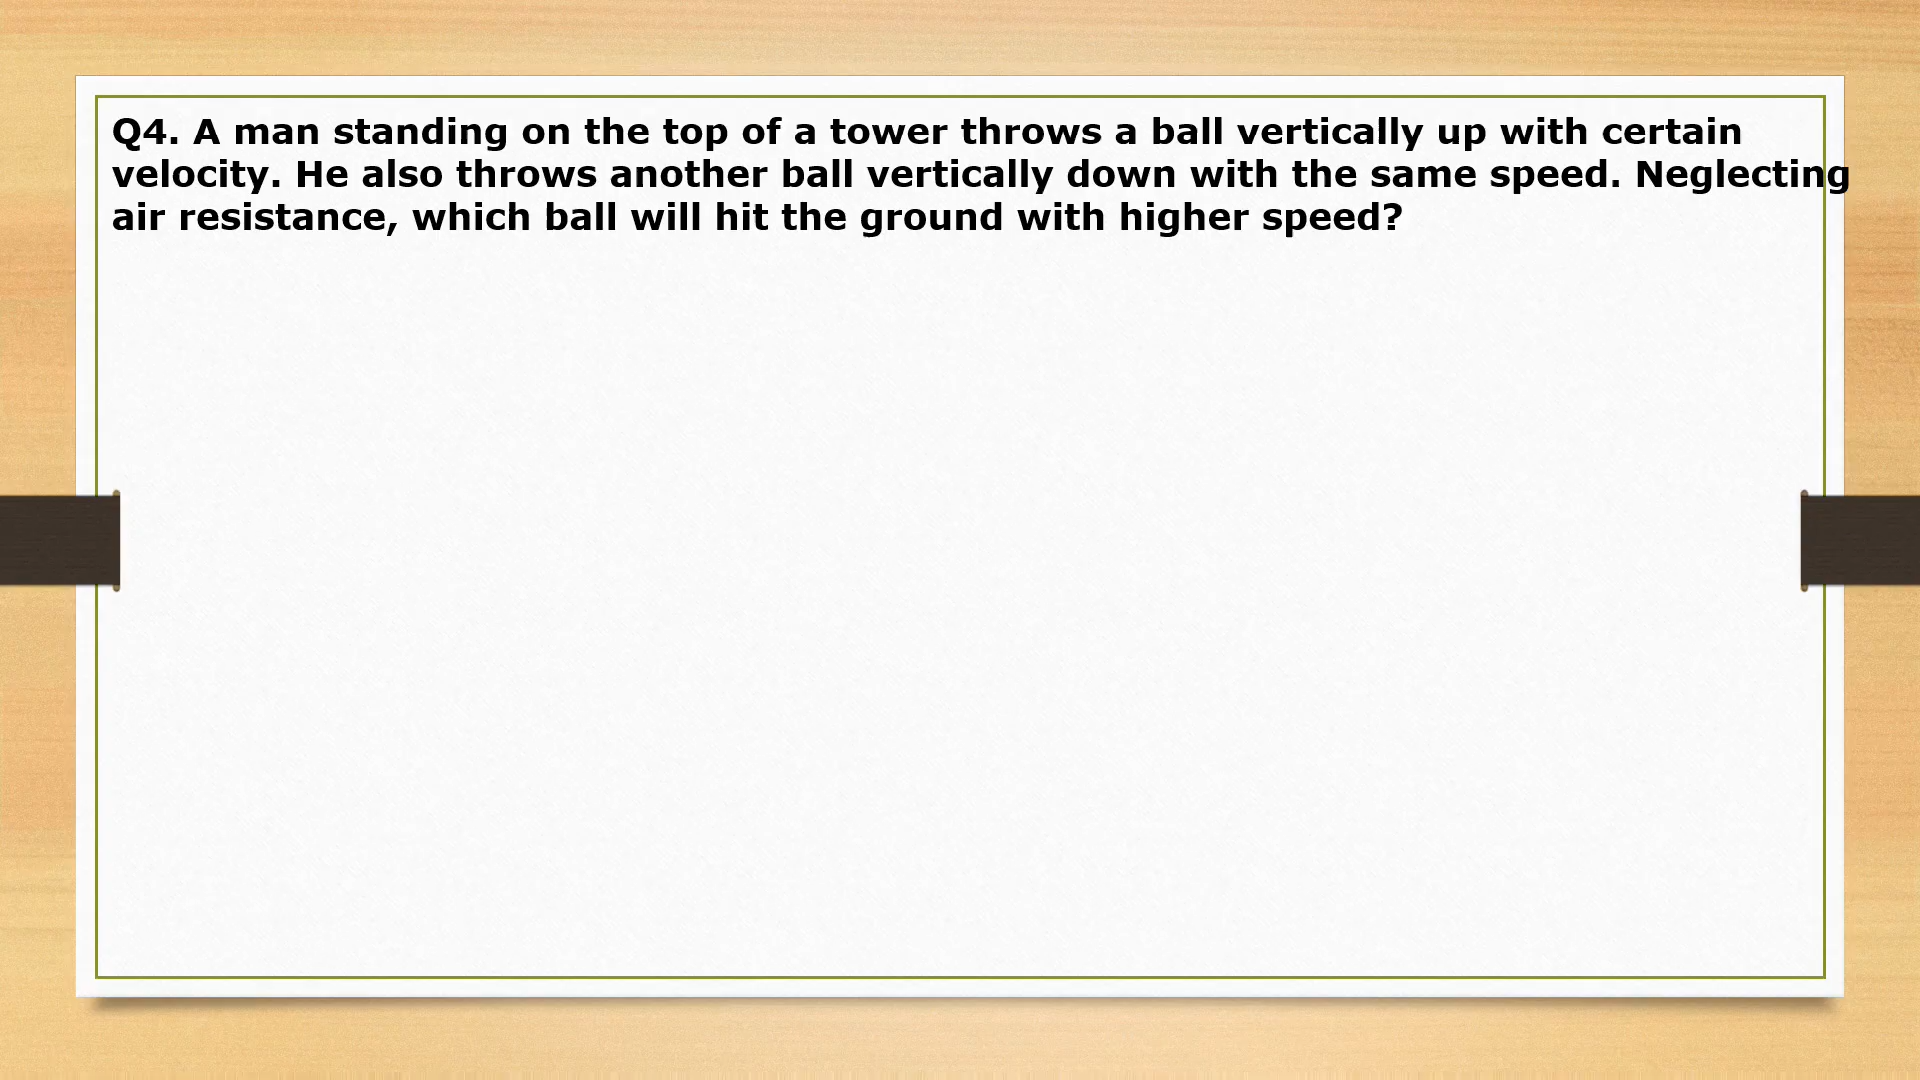 Q4. A man standing on the top of a tower throws a ball vertically up with certain
velocity. He also throws another ball vertically down with the same speed. Neglecting
air resistance, which ball will hit the ground with higher speed?